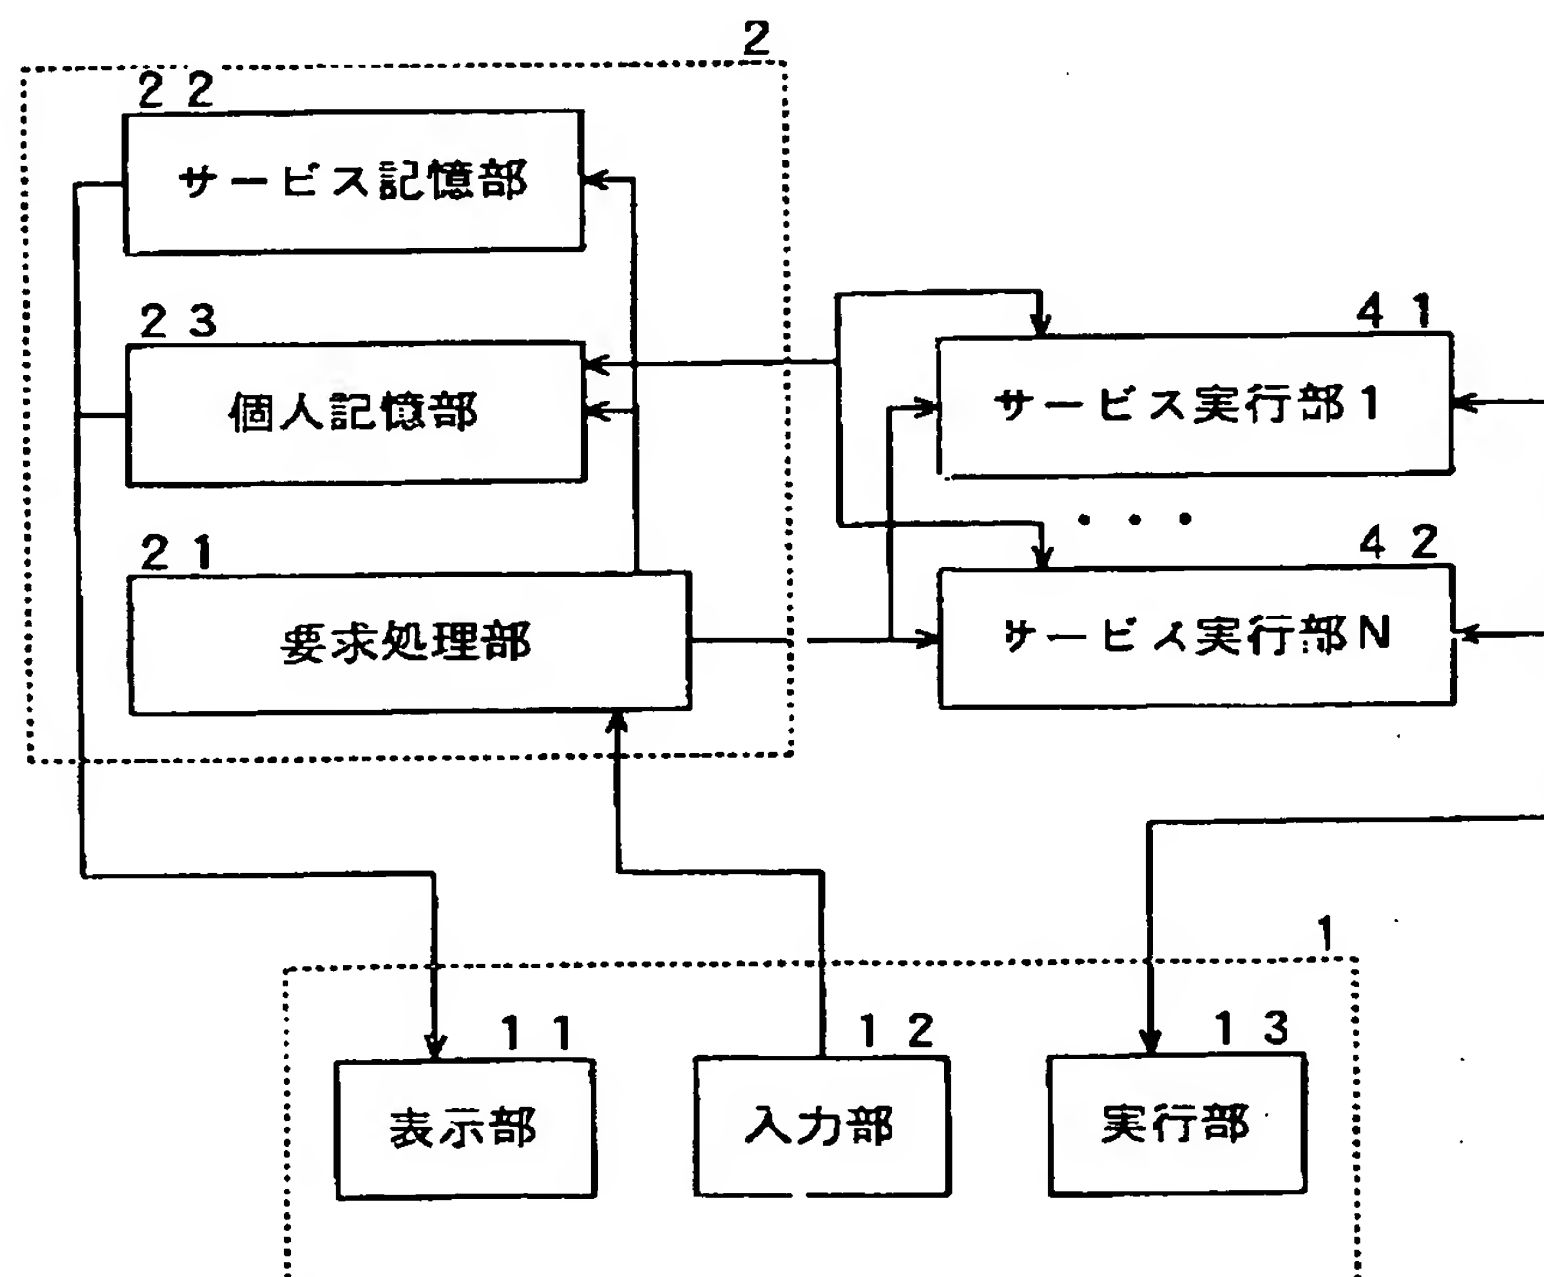 2
２２
サービス記憶部
２３
個人記憶部
２１
要求処理部
４１
サービス実行部１
・・・
４２
サービス実行部Ｎ
1
１１
表示部
１２
入力部
１３
実行部